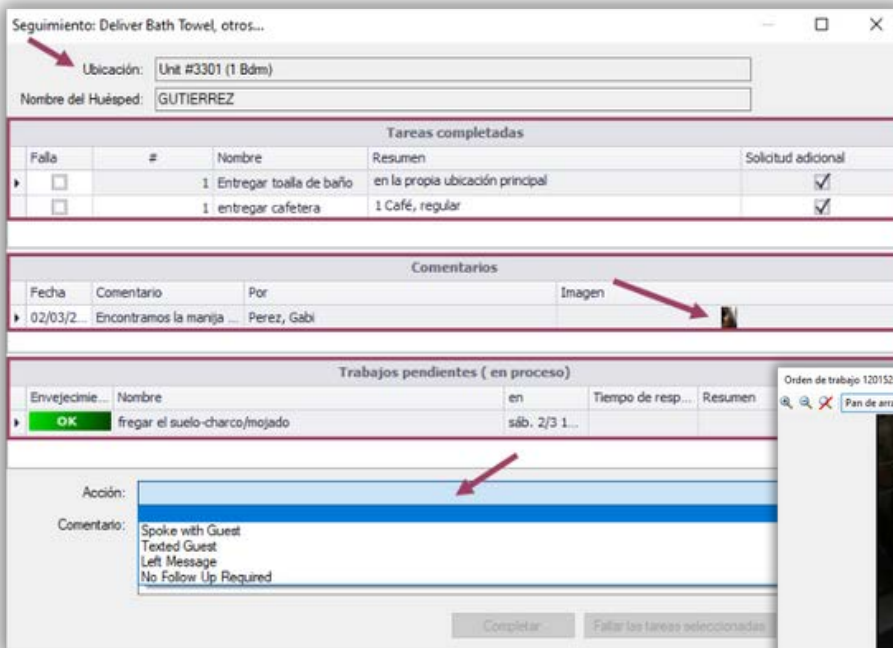 Seguimiento: Deliver Bath Towel, otros...
Ubicación: Unit #3301 (1 Bdrm)
Nombre del Huésped: GUTIERREZ
Tareas completadas
Falla # Nombre Resumen Solicitud adicional
1 Entregar toalla de baño en la propia ubicación principal
1 entregar cafetera 1 Café, regular
Comentarios
Fecha Comentario Por Imagen
02/03/2... Encontramos la manija ... Perez, Gabi
Trabajos pendientes ( en proceso)
Envejecimie... Nombre en Tiempo de resp... Resumen
OK fregar el suelo-charco/mojado sáb. 2/3 1...
Orden de trabajo 120152
Pan de arra
Acción:
Comentario:
Spoke with Guest
Texted Guest
Left Message
No Follow Up Required
Completar Fallar las tareas seleccionadas